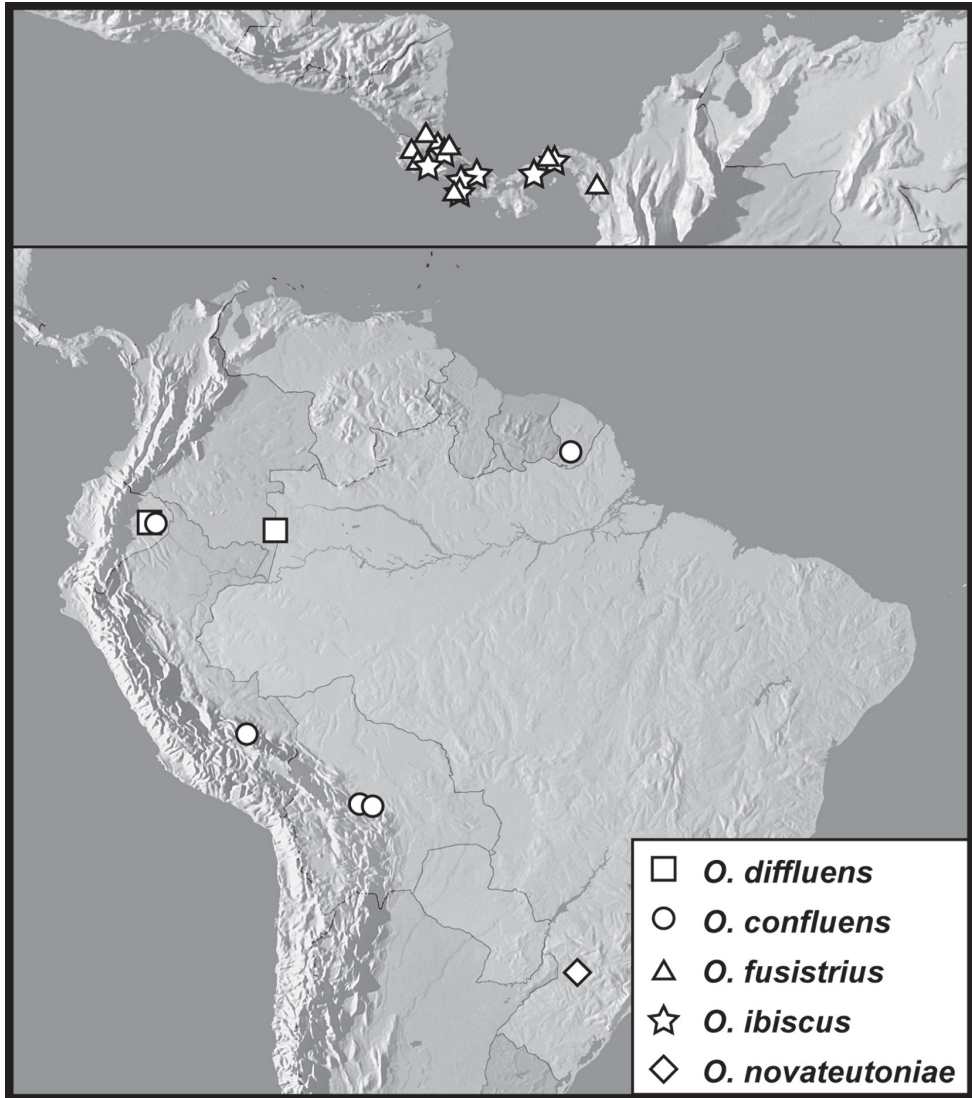 O. diffluens
O. confluens
O. fusistrius
O. ibiscus
O. novateutoniae